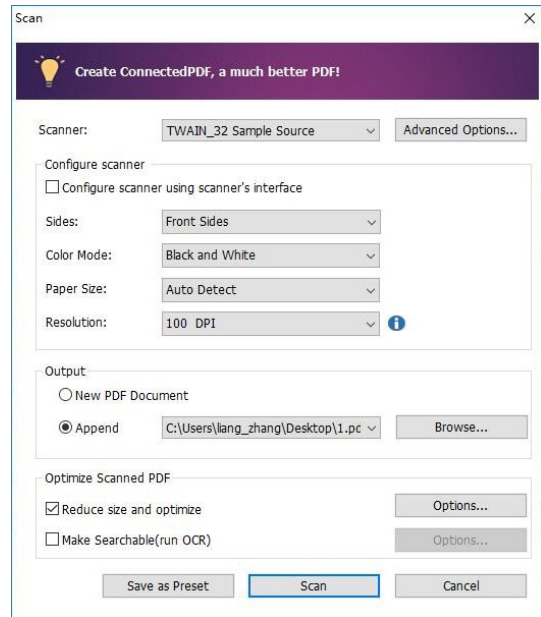 Scan
Create ConnectedPDF, a much better PDF!
Scanner: TWAIN_32 Sample Source Advanced Options...
Configure scanner
Configure scanner using scanner's interface
Sides: Front Sides
Color Mode: Black and White
Paper Size: Auto Detect
Resolution: 100 DPI
Output
New PDF Document
Append C:\Users\liang_zhang\Desktop\1.pd Browse...
Optimize Scanned PDF
Reduce size and optimize Options...
Make Searchable(run OCR) Options...
Save as Preset Scan Cancel